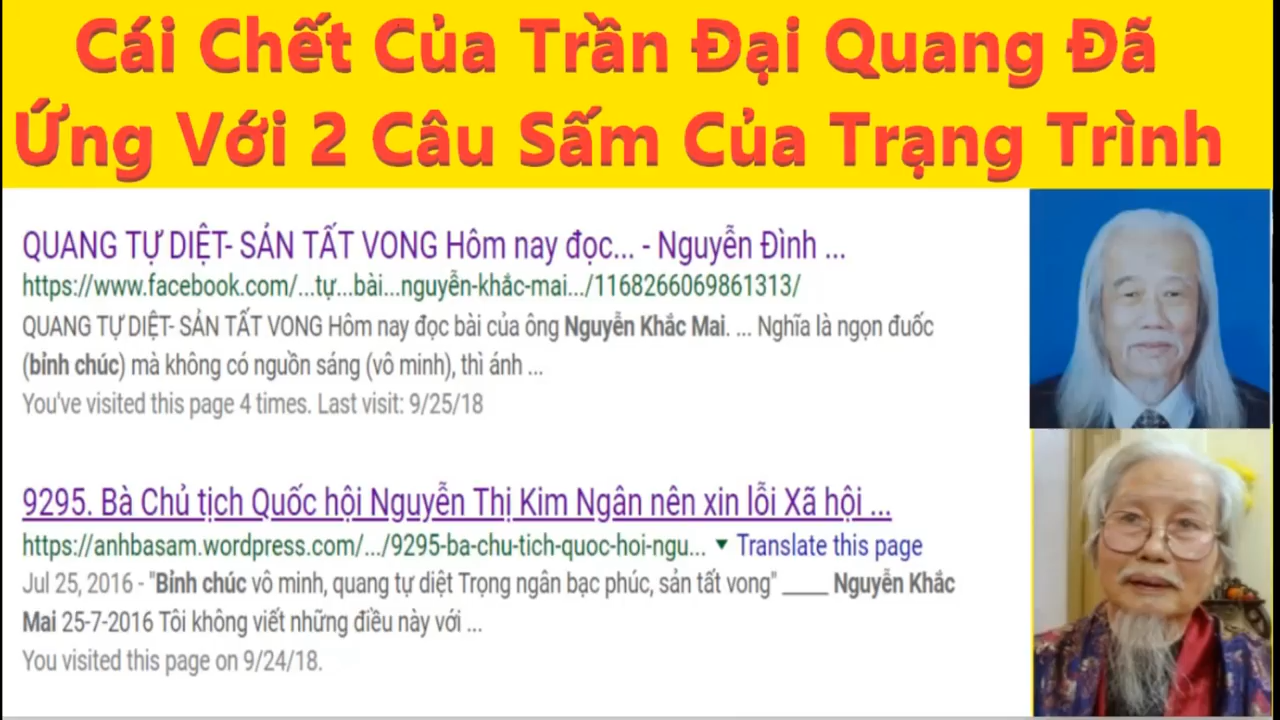 Cái Chết Của Trần Đại Quang Đã
Ứng Với 2 Câu Sấm Của Trạng Trình
QUANG TỰ DIỆT- SẢN TẤT VONG Hôm nay đọc... - Nguyễn Đình ...
https://www.facebook.com/...tự...bài...nguyễn-khắc-mai.../1168266069861313/
QUANG TỰ DIỆT- SẢN TẤT VONG Hôm nay đọc bài của ông Nguyễn Khắc Mai. ... Nghĩa là ngọn đuốc
(bỉnh chúc) mà không có nguồn sáng (vô minh), thì ánh ...
You've visited this page 4 times. Last visit: 9/25/18
9295. Bà Chủ tịch Quốc hội Nguyễn Thị Kim Ngân nên xin lỗi Xã hội ...
https://anhbasam.wordpress.com/.../9295-ba-chu-tich-quoc-hoi-ngu... ▼ Translate this page
Jul 25, 2016 - "Bỉnh chúc vô minh, quang tự diệt Trọng ngân bạc phúc, sản tất vong" ____ Nguyễn Khắc
Mai 25-7-2016 Tôi không viết những điều này với ...
You visited this page on 9/24/18.